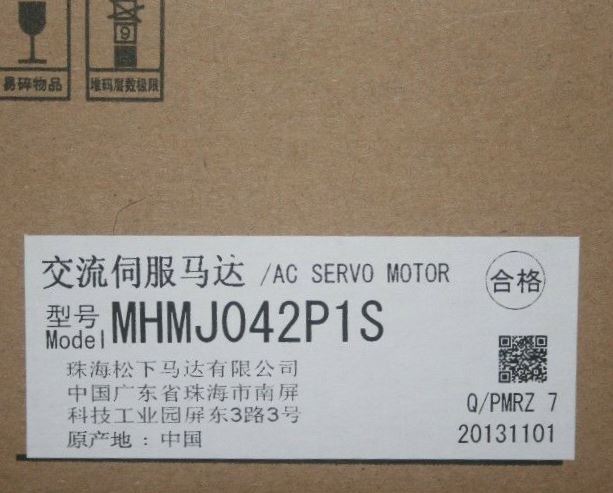 易碎物品
9
堆码层数极限
交流伺服马达 /AC SERVO MOTOR
合格
型号
Model MHMJ042P1S
珠海松下马达有限公司
中国广东省珠海市南屏
科技工业园屏东3路3号
原产地：中国
Q/PMRZ 7
20131101